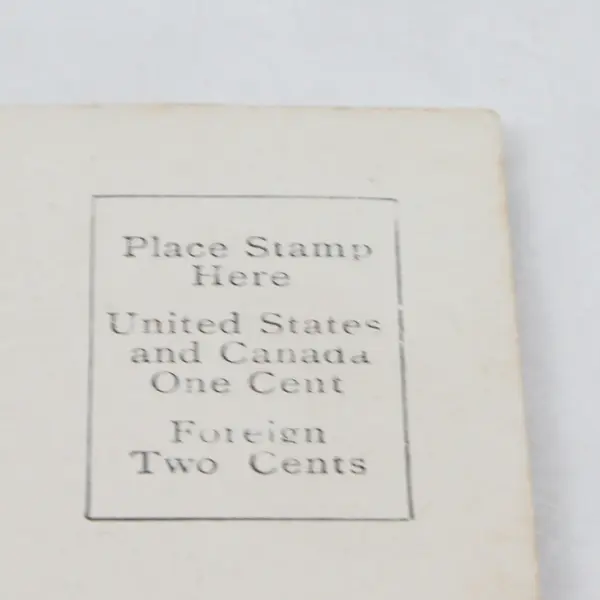 Place Stamp
Here
United States
and Canada
One Cent
Foreign
Two Cents